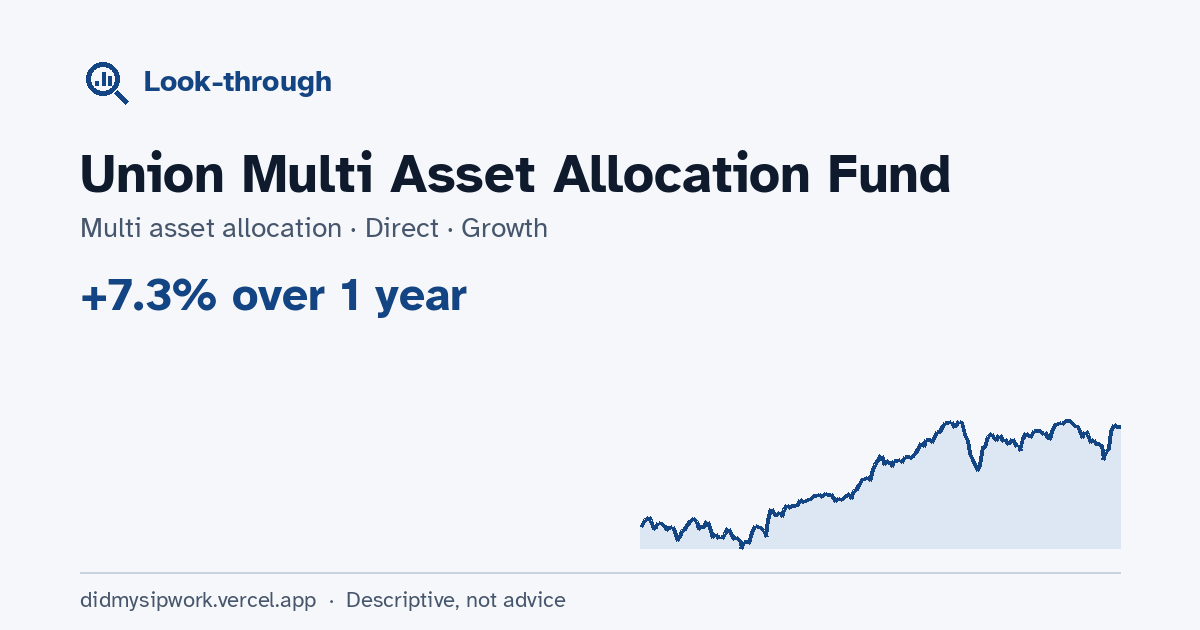 Look-through
Union Multi Asset Allocation Fund
Multi asset allocation · Direct · Growth
+7.3% over 1 year
didmysipwork.vercel.app · Descriptive, not advice